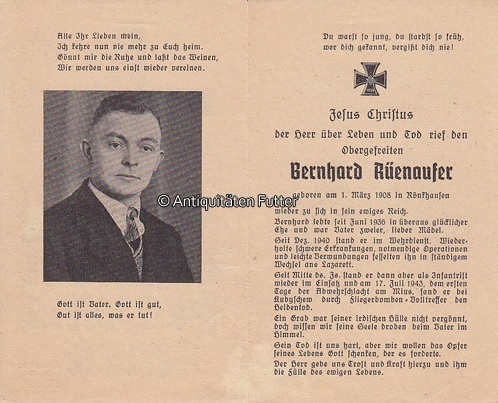 Alle Ihr Lieben mein,
Ich kehre nun nie mehr zu Euch heim.
Gönnt mir die Ruhe und laßt das Weinen,
Wir werden uns einst wieder vereinen.
© Antiquitäten Futter
Gott ist Vater, Gott ist gut,
Gut ist alles, was er tut!
Du warst so jung, du starbst so früh,
wer dich gekannt, vergißt dich nie!
Jesus Christus
der Herr über Leben und Tod rief den
Obergefreiten
Bernhard Rüenaufer
geboren am 1. März 1908 in Rönkhausen
wieder zu sich in sein ewiges Reich.
Bernhard lebte seit Juni 1936 in überaus glücklicher
Ehe und war Vater zweier, lieber Mädel.
Seit Dez. 1940 stand er im Wehrdienst. Wieder-
holte schwere Erkrankungen, notwendige Operationen
und leichte Verwundungen fesselten ihn in ständigem
Wechsel ans Lazarett.
Seit Mitte ds. Js. stand er dann aber als Infantrist
wieder im Einsatz und am 17. Juli 1943, dem ersten
Tage der Abwehrschlacht am Mius, fand er bei
Kubyschew durch Fliegerbomben-Volltreffer den
Heldentod.
Ein Grab war seiner irdischen Hülle nicht vergönnt,
doch wissen wir seine Seele droben beim Vater im
Himmel.
Sein Tod ist uns hart, aber wir wollen das Opfer
seines Lebens Gott schenken, der es forderte.
Der Herr gebe uns Trost und Kraft hierzu und ihm
die Fülle des ewigen Lebens.